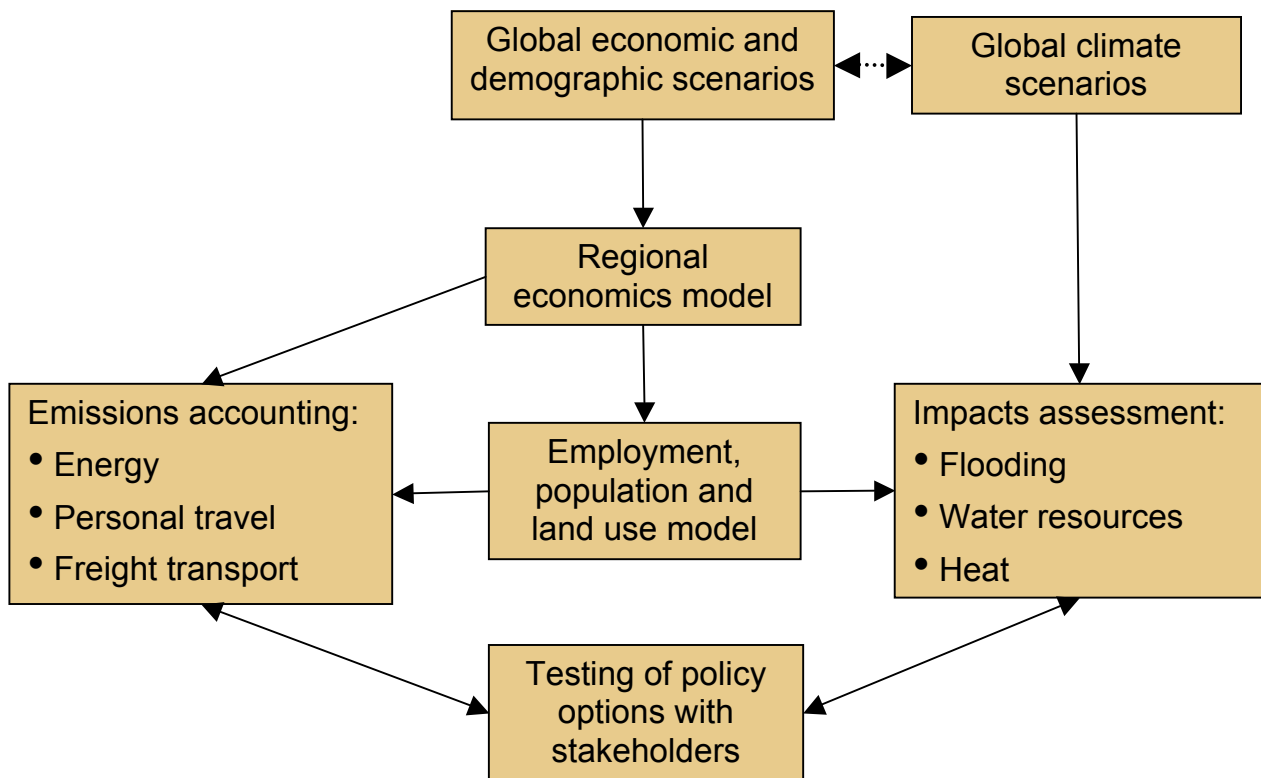 Global economic and
demographic scenarios
Global climate
scenarios
Regional
economics model
Emissions accounting:
• Energy
• Personal travel
• Freight transport
Employment,
population and
land use model
Impacts assessment:
• Flooding
• Water resources
• Heat
Testing of policy
options with
stakeholders